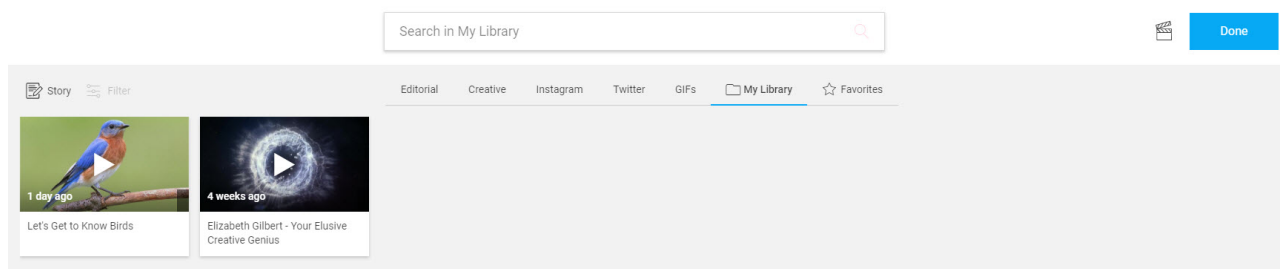 Search in My Library
Done
Story
Filter
Editorial
Creative
Instagram
Twitter
GIFs
My Library
Favorites
1 day ago
Let's Get to Know Birds
4 weeks ago
Elizabeth Gilbert - Your Elusive
Creative Genius